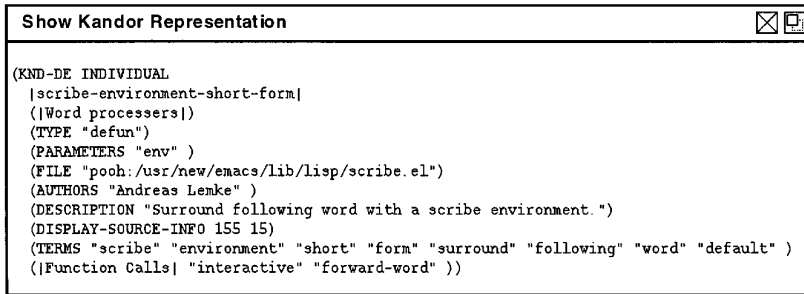 Show Kandor Representation
(KND-DE INDIVIDUAL
|scribe-environment-short-form|
(|Word processers|)
(TYPE "defun")
(PARAMETERS "env" )
(FILE "pooh:/usr/new/emacs/lib/lisp/scribe.el")
(AUTHORS "Andreas Lemke" )
(DESCRIPTION "Surround following word with a scribe environment.")
(DISPLAY-SOURCE-INFO 155 15)
(TERMS "scribe" "environment" "short" "form" "surround" "following" "word" "default" )
(|Function Calls| "interactive" "forward-word" ))